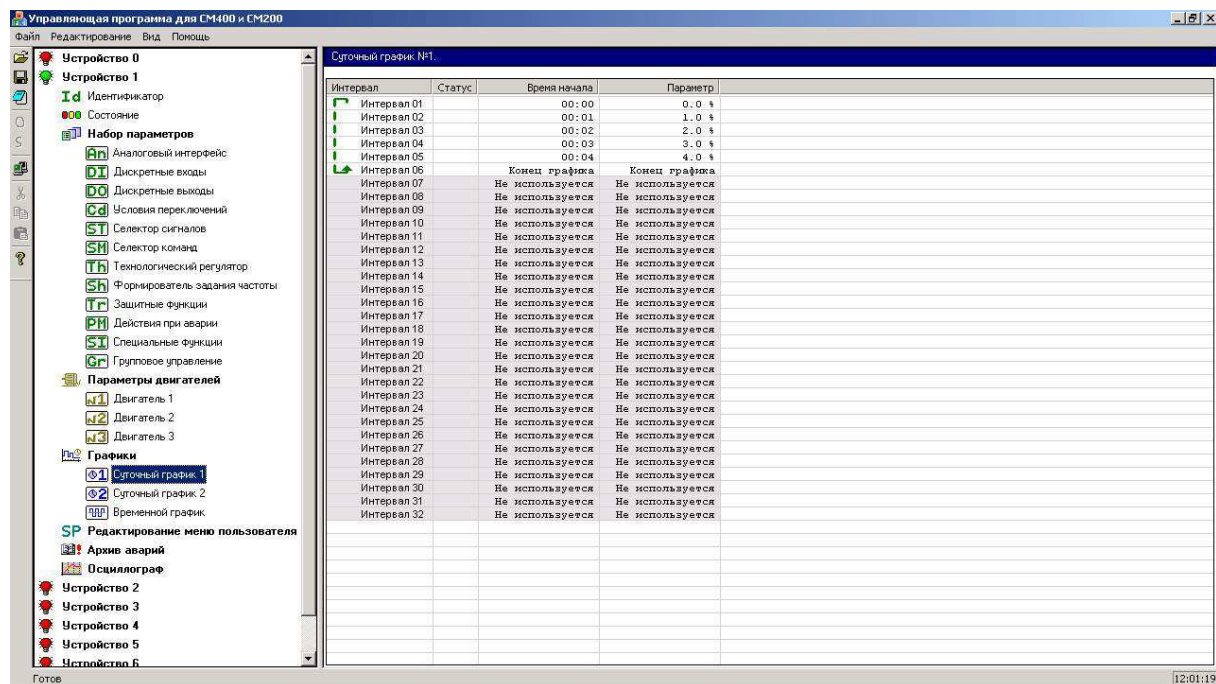 Управляющая программа для СМ400 и СМ200
Файл Редактирование Вид Помощь
Устройство 0
Устройство 1
Id Идентификатор
Состояние
Набор параметров
An Аналоговый интерфейс
DI Дискретные входы
DO Дискретные выходы
Cd Условия переключений
ST Селектор сигналов
SM Селектор команд
Th Технологический регулятор
Sh Формирователь задания частоты
Tr Защитные функции
PM Действия при аварии
SI Специальные функции
Gr Групповое управление
Параметры двигателей
1 Двигатель 1
2 Двигатель 2
3 Двигатель 3
Графики
1 Суточный график 1
2 Суточный график 2
Временной график
SP Редактирование меню пользователя
Архив аварий
Осциллограф
Устройство 2
Устройство 3
Устройство 4
Устройство 5
Устройство 6
Суточный график №1.
Интервал Статус Время начала Параметр
Интервал 01 00:00 0.0 %
Интервал 02 00:01 1.0 %
Интервал 03 00:02 2.0 %
Интервал 04 00:03 3.0 %
Интервал 05 00:04 4.0 %
Интервал 06 Конец графика Конец графика
Интервал 07 Не используется Не используется
Интервал 08 Не используется Не используется
Интервал 09 Не используется Не используется
Интервал 10 Не используется Не используется
Интервал 11 Не используется Не используется
Интервал 12 Не используется Не используется
Интервал 13 Не используется Не используется
Интервал 14 Не используется Не используется
Интервал 15 Не используется Не используется
Интервал 16 Не используется Не используется
Интервал 17 Не используется Не используется
Интервал 18 Не используется Не используется
Интервал 19 Не используется Не используется
Интервал 20 Не используется Не используется
Интервал 21 Не используется Не используется
Интервал 22 Не используется Не используется
Интервал 23 Не используется Не используется
Интервал 24 Не используется Не используется
Интервал 25 Не используется Не используется
Интервал 26 Не используется Не используется
Интервал 27 Не используется Не используется
Интервал 28 Не используется Не используется
Интервал 29 Не используется Не используется
Интервал 30 Не используется Не используется
Интервал 31 Не используется Не используется
Интервал 32 Не используется Не используется
Готов 12:01:19